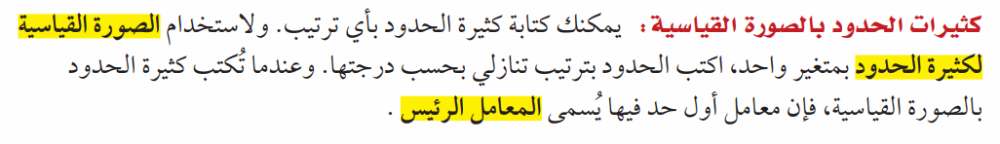 كثيرات الحدود بالصورة القياسية: يمكنك كتابة كثيرة الحدود بأي ترتيب. ولاستخدام الصورة القياسية
لكثيرة الحدود بمتغير واحد، اكتب الحدود بترتيب تنازلي بحسب درجتها. وعندما تُكتب كثيرة الحدود
بالصورة القياسية، فإن معامل أول حد فيها يُسمى المعامل الرئيس .